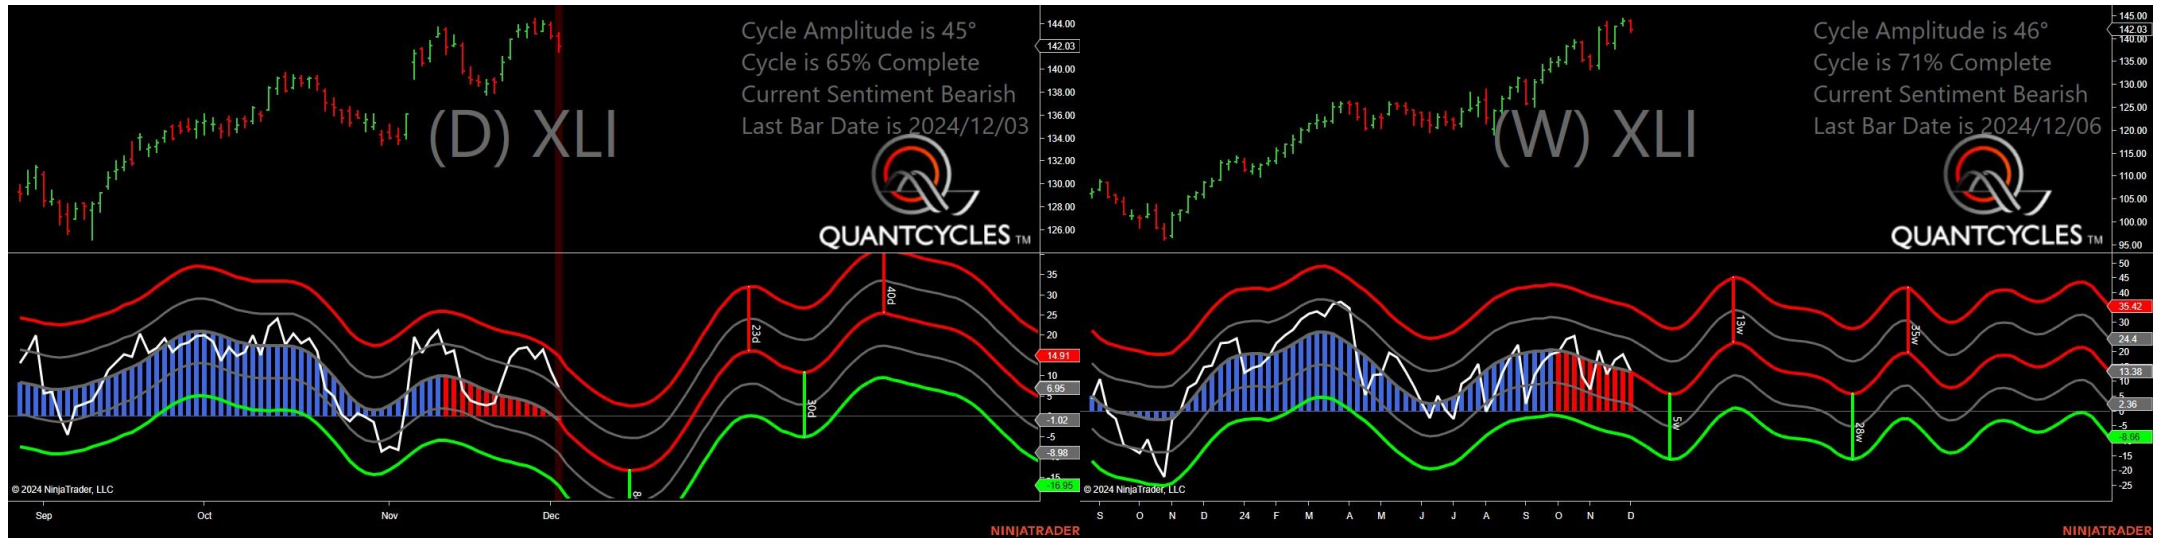 Cycle Amplitude is 45°
Cycle is 65% Complete
Current Sentiment Bearish
Last Bar Date is 2024/12/03
(D) XLI
QUANTCYCLES TM
144.00
142.03
140.00
138.00
136.00
134.00
132.00
130.00
128.00
126.00
35
30
25
20
14.91
10
6.95
5
-1.02
-5
-8.98
-15
-16.95
23d
40d
30d
8
© 2024 NinjaTrader, LLC
Sep Oct Nov Dec
NINJATRADER
Cycle Amplitude is 46°
Cycle is 71% Complete
Current Sentiment Bearish
Last Bar Date is 2024/12/06
(W) XLI
QUANTCYCLES TM
145.00
142.03
140.00
135.00
130.00
125.00
120.00
115.00
110.00
105.00
100.00
95.00
50
45
40
35.42
30
24.4
20
13.38
10
2.36
-5
-8.66
-15
-20
-25
13w
35w
5w
28w
© 2024 NinjaTrader, LLC
S O N D 24 F M A M J J A S O N D
NINJATRADER